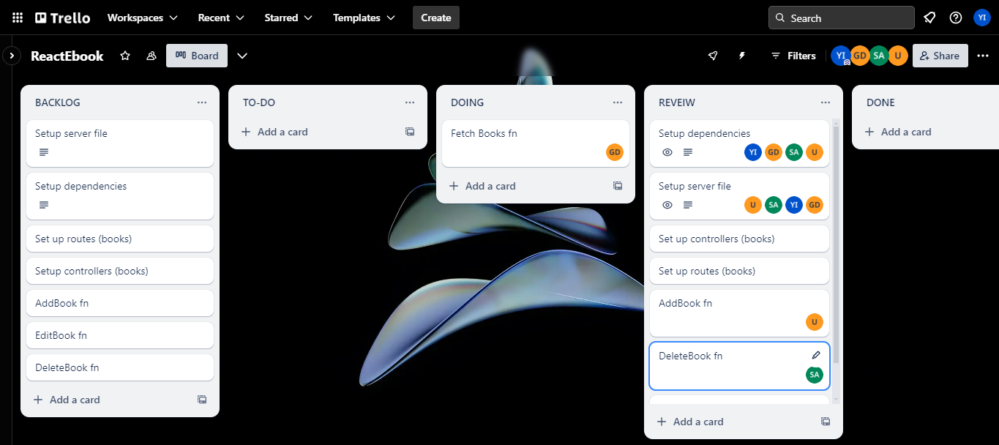 Trello Workspaces Recent Starred Templates Create Search YI
ReactEbook Board Filters YI GD SA U Share
BACKLOG
Setup server file
Setup dependencies
Set up routes (books)
Setup controllers (books)
AddBook fn
EditBook fn
DeleteBook fn
Add a card
TO-DO
Add a card
DOING
Fetch Books fn
GD
Add a card
REVEIW
Setup dependencies
YI GD SA U
Setup server file
U SA YI GD
Set up controllers (books)
Set up routes (books)
AddBook fn
U
DeleteBook fn
SA
Add a card
DONE
Add a card